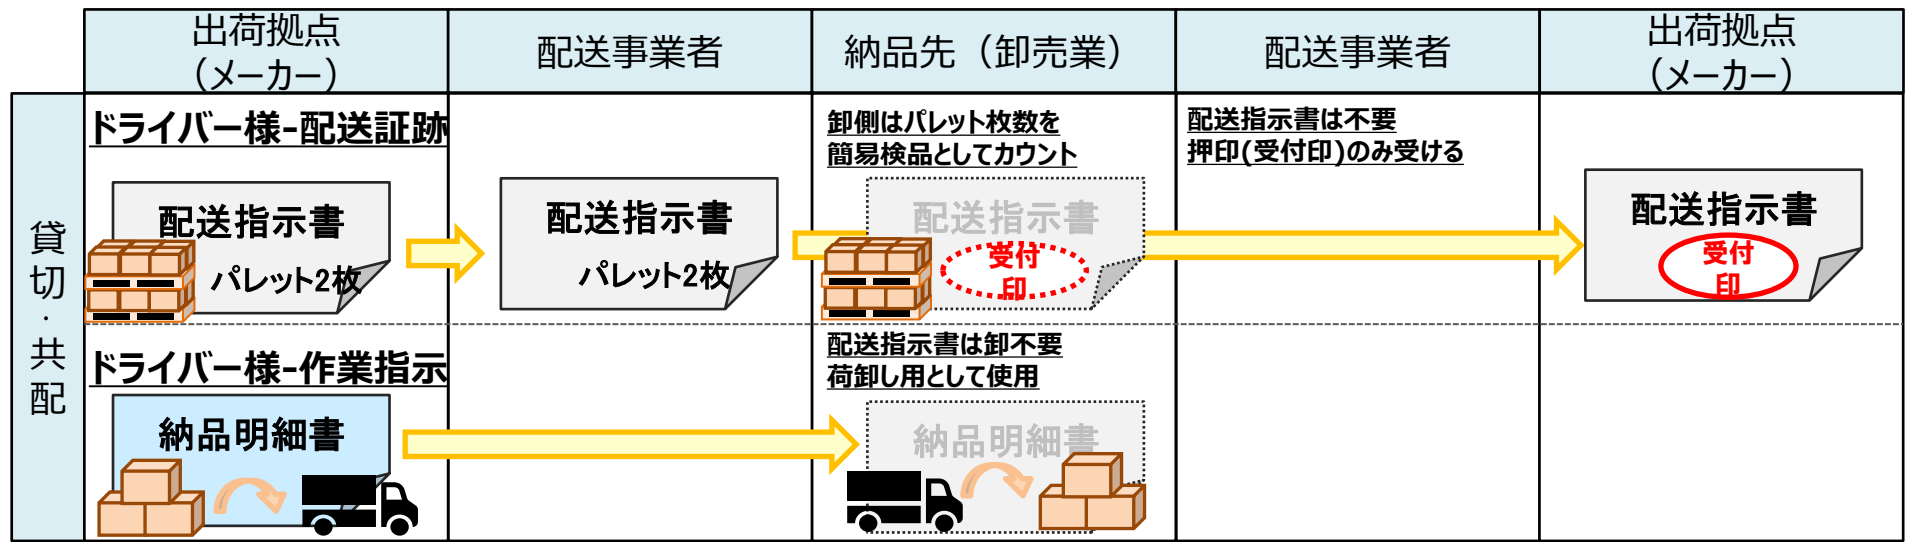 出荷拠点
（メーカー）
配送事業者
納品先（卸売業）
配送事業者
出荷拠点
（メーカー）
貸切・共配
ドライバー様-配送証跡
配送指示書
パレット2枚
配送指示書
パレット2枚
卸側はパレット枚数を
簡易検品としてカウント
配送指示書
受付
印
配送指示書は不要
押印(受付印)のみ受ける
配送指示書
受付
印
ドライバー様-作業指示
納品明細書
配送指示書は卸不要
荷卸し用として使用
納品明細書